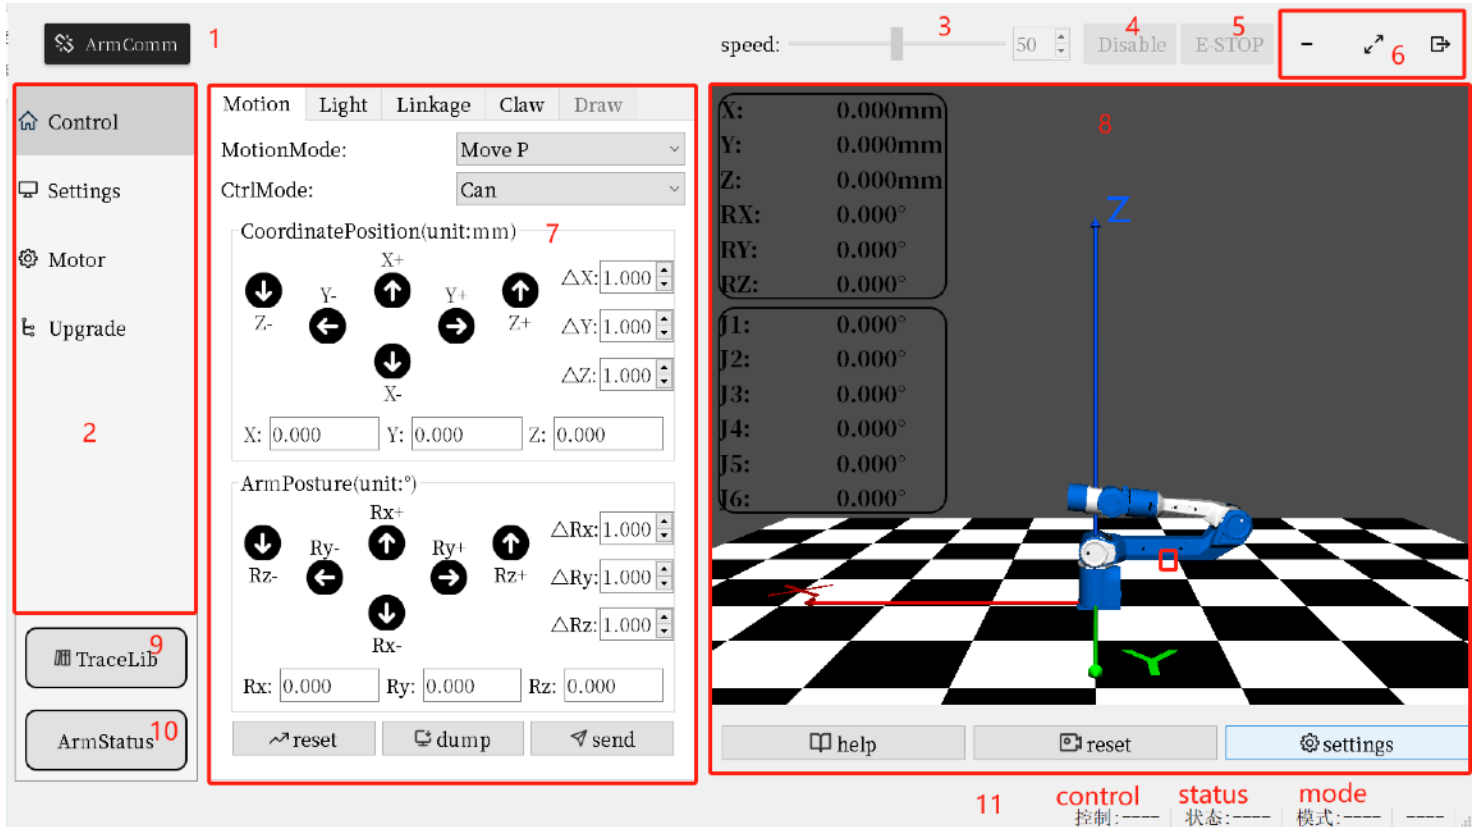 ArmComm
1
speed:
3
50
4
Disable
5
E-STOP
6
Control
Settings
Motor
Upgrade
2
TraceLib
9
ArmStatus
10
Motion Light Linkage Claw Draw
MotionMode: Move P
CtrlMode: Can
CoordinatePosition(unit:mm)
7
X+
Y- Y+
Z- Z+
X-
△X: 1.000
△Y: 1.000
△Z: 1.000
X: 0.000 Y: 0.000 Z: 0.000
ArmPosture(unit:°)
Rx+
Ry- Ry+
Rz- Rz+
Rx-
△Rx: 1.000
△Ry: 1.000
△Rz: 1.000
Rx: 0.000 Ry: 0.000 Rz: 0.000
reset dump send
X: 0.000mm
Y: 0.000mm
Z: 0.000mm
RX: 0.000°
RY: 0.000°
RZ: 0.000°
J1: 0.000°
J2: 0.000°
J3: 0.000°
J4: 0.000°
J5: 0.000°
J6: 0.000°
8
Z
X
Y
help reset settings
11
control status mode
控制:---- 状态:---- 模式:---- ----